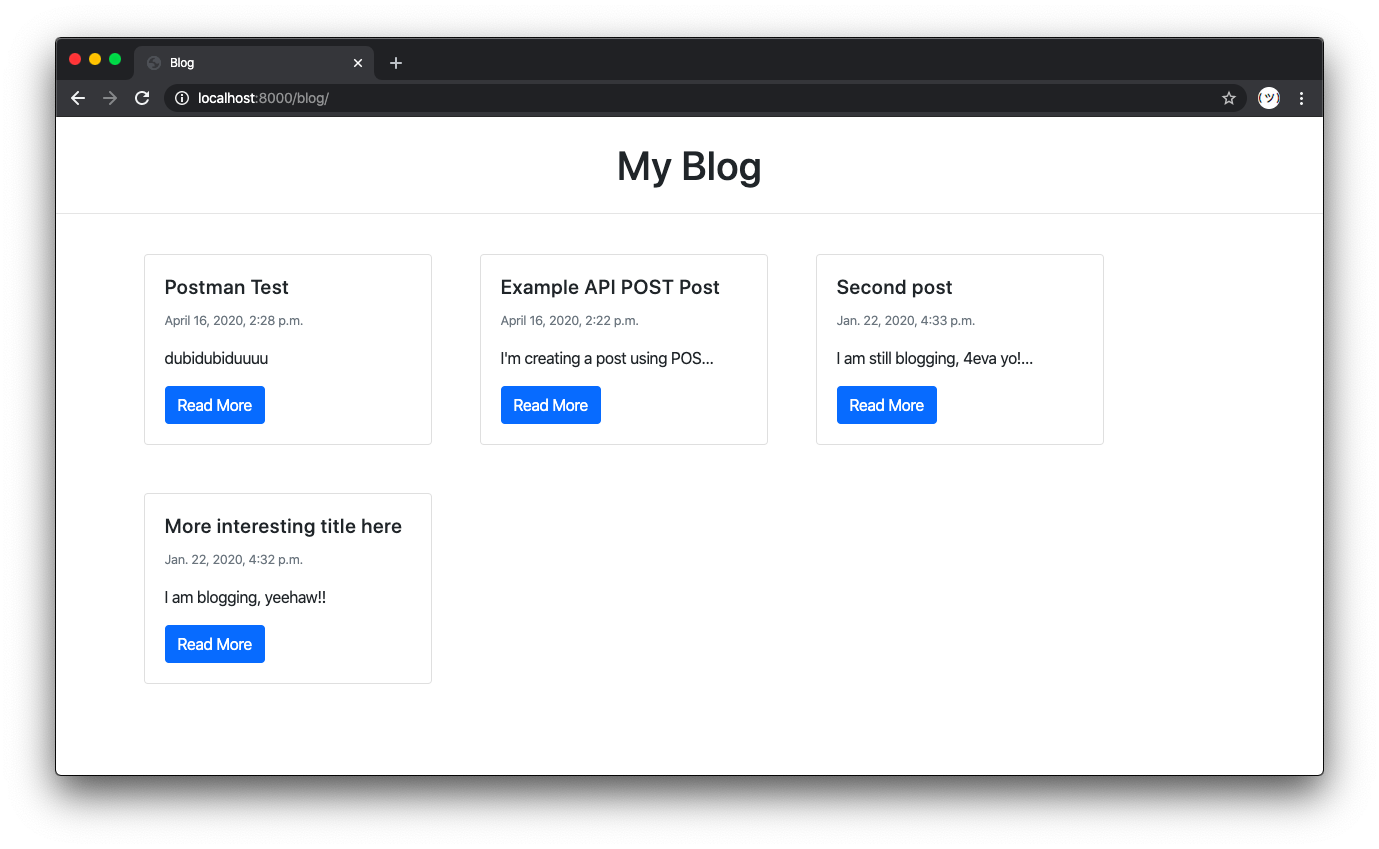 Blog
localhost:8000/blog/
(ツ)
My Blog
Postman Test
April 16, 2020, 2:28 p.m.
dubidubiduuuu
Read More
Example API POST Post
April 16, 2020, 2:22 p.m.
I'm creating a post using POS...
Read More
Second post
Jan. 22, 2020, 4:33 p.m.
I am still blogging, 4eva yo!...
Read More
More interesting title here
Jan. 22, 2020, 4:32 p.m.
I am blogging, yeehaw!!
Read More